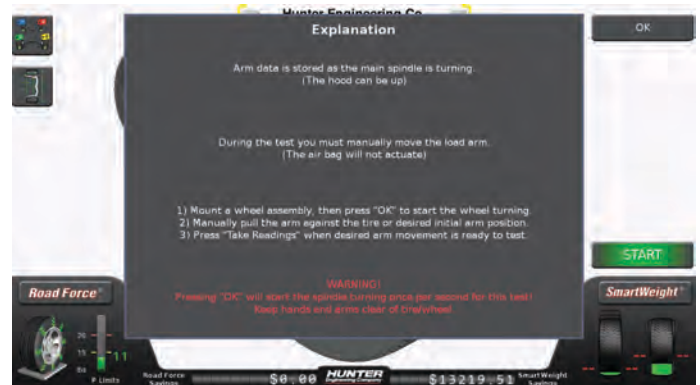 Hunter Engineering Co.
Explanation
OK
Arm data is stored as the main spindle is turning.
(The hood can be up)
During the test you must manually move the load arm.
(The air bag will not actuate)
1) Mount a wheel assembly, then press "OK" to start the wheel turning.
2) Manually pull the arm against the tire or desired initial arm position.
3) Press "Take Readings" when desired arm movement is ready to test.
START
WARNING!
Pressing "OK" will start the spindle turning once per second for this test!
Keep hands and arms clear of tire/wheel.
Road Force®
SmartWeight®
20
15
11
P Limits
Road Force
Savings
$0.00
HUNTER
Engineering Company
$13219.51
SmartWeight
Savings